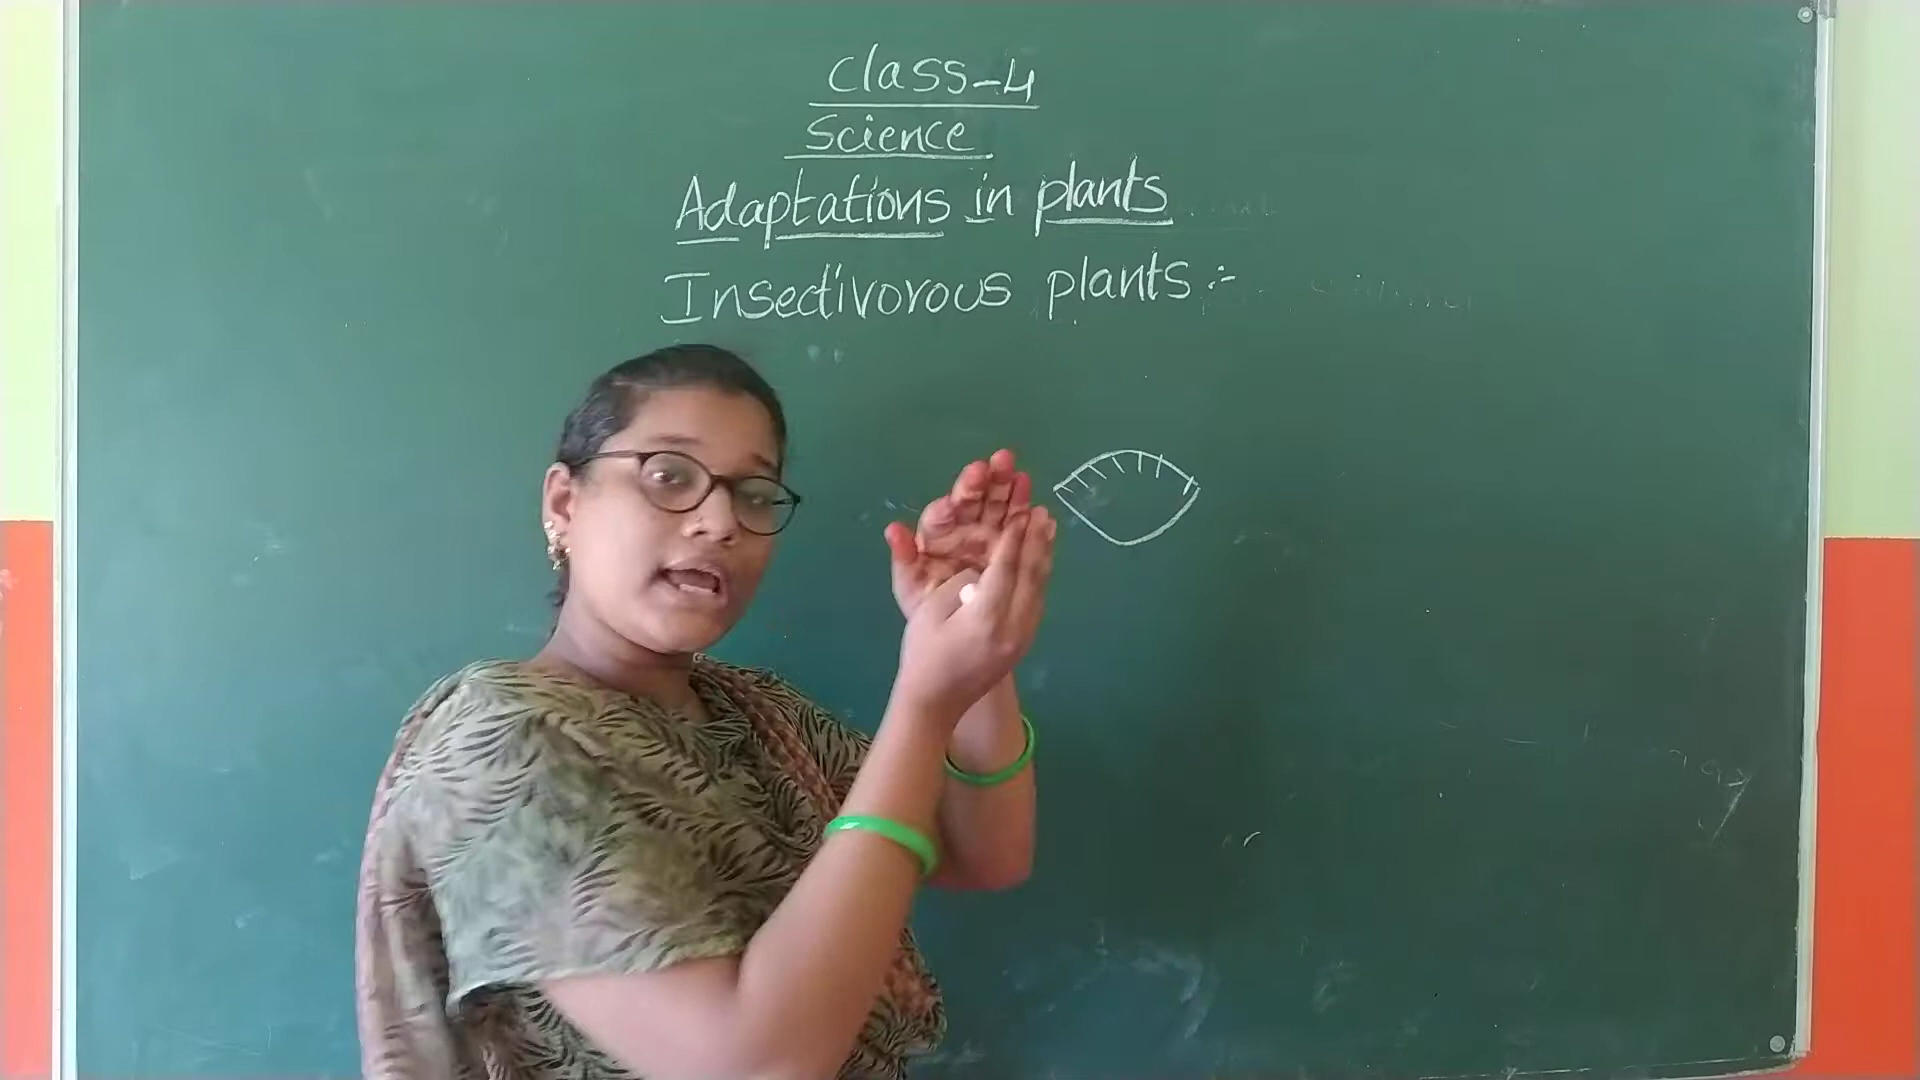 Class-4
Science
Adaptations in plants
Insectivorous plants :-